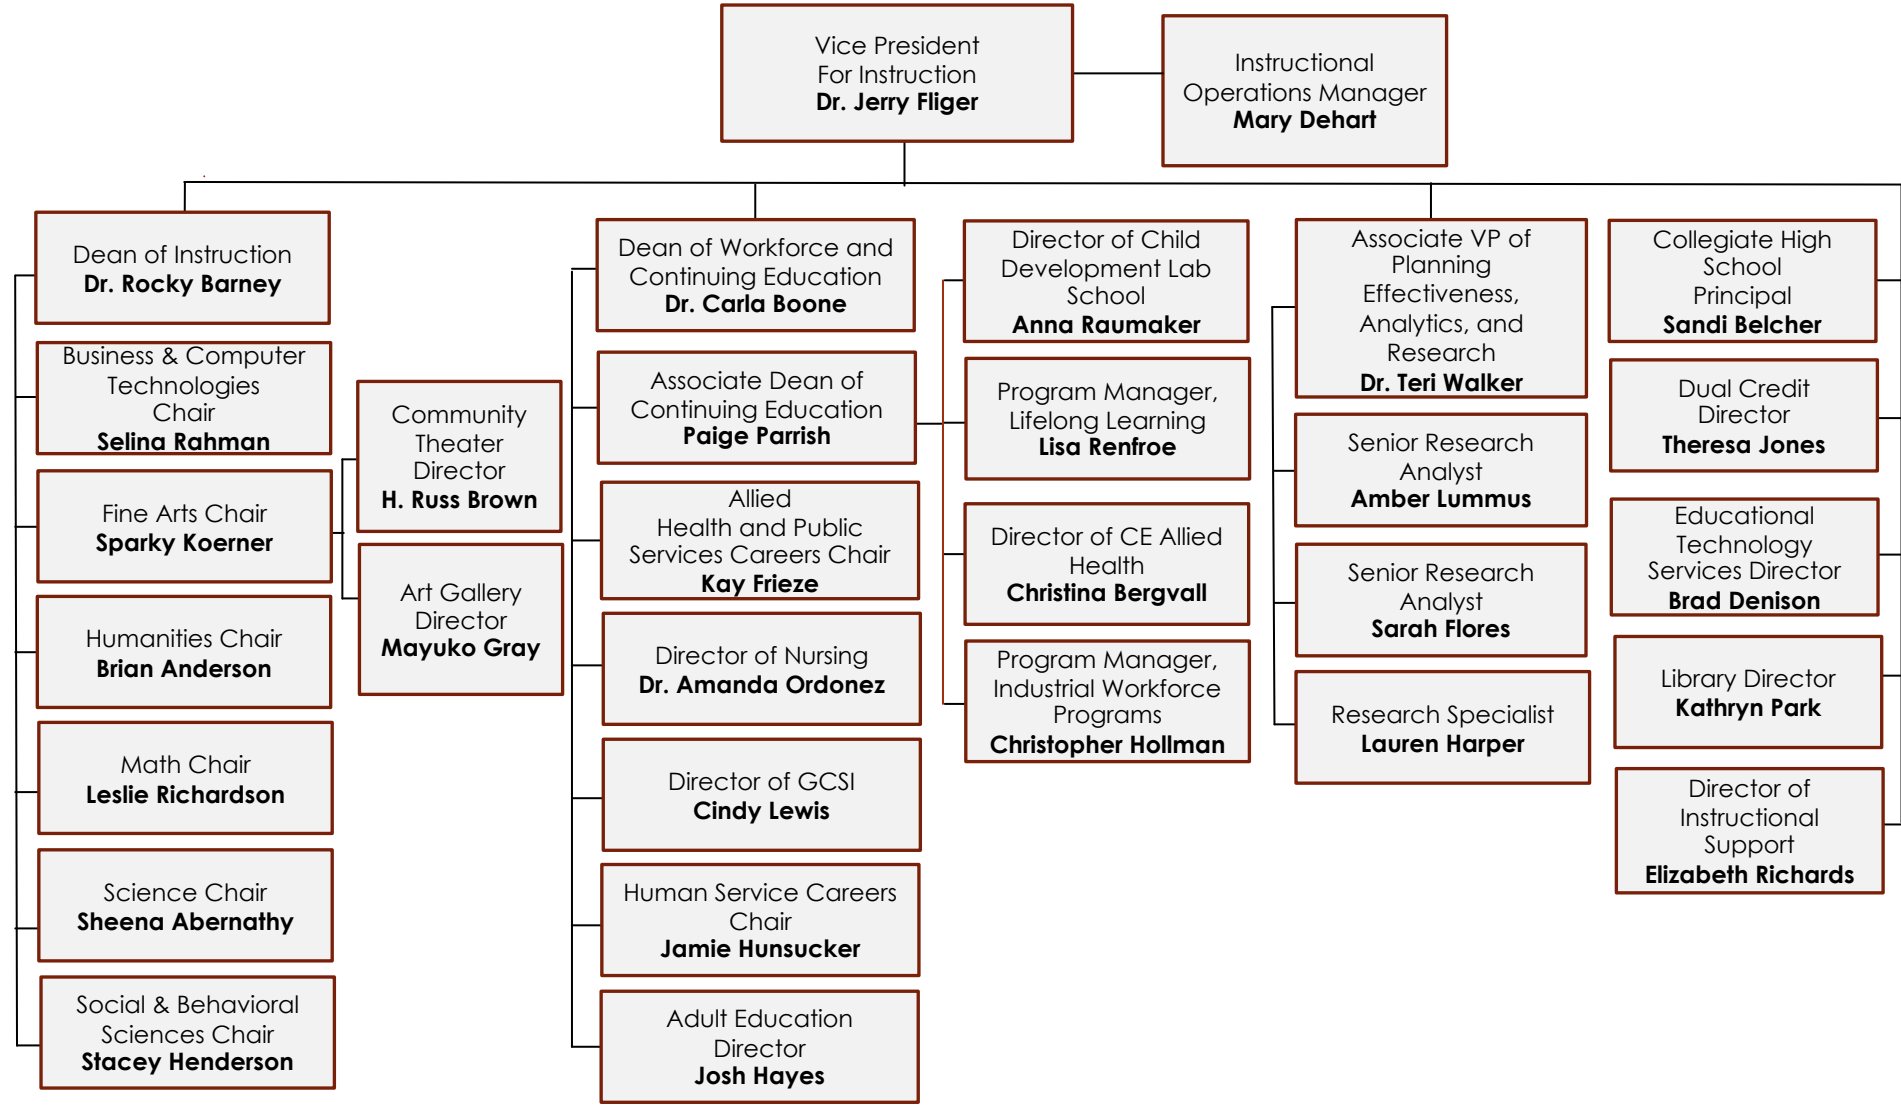 Vice President
For Instruction
Dr. Jerry Fliger
Instructional
Operations Manager
Mary Dehart
Dean of Instruction
Dr. Rocky Barney
Business & Computer
Technologies
Chair
Selina Rahman
Fine Arts Chair
Sparky Koerner
Humanities Chair
Brian Anderson
Math Chair
Leslie Richardson
Science Chair
Sheena Abernathy
Social & Behavioral
Sciences Chair
Stacey Henderson
Community
Theater
Director
H. Russ Brown
Art Gallery
Director
Mayuko Gray
Dean of Workforce and
Continuing Education
Dr. Carla Boone
Associate Dean of
Continuing Education
Paige Parrish
Allied
Health and Public
Services Careers Chair
Kay Frieze
Director of Nursing
Dr. Amanda Ordonez
Director of GCSI
Cindy Lewis
Human Service Careers
Chair
Jamie Hunsucker
Adult Education
Director
Josh Hayes
Director of Child
Development Lab
School
Anna Raumaker
Program Manager,
Lifelong Learning
Lisa Renfroe
Director of CE Allied
Health
Christina Bergvall
Program Manager,
Industrial Workforce
Programs
Christopher Hollman
Associate VP of
Planning
Effectiveness,
Analytics, and
Research
Dr. Teri Walker
Senior Research
Analyst
Amber Lummus
Senior Research
Analyst
Sarah Flores
Research Specialist
Lauren Harper
Collegiate High
School
Principal
Sandi Belcher
Dual Credit
Director
Theresa Jones
Educational
Technology
Services Director
Brad Denison
Library Director
Kathryn Park
Director of
Instructional
Support
Elizabeth Richards